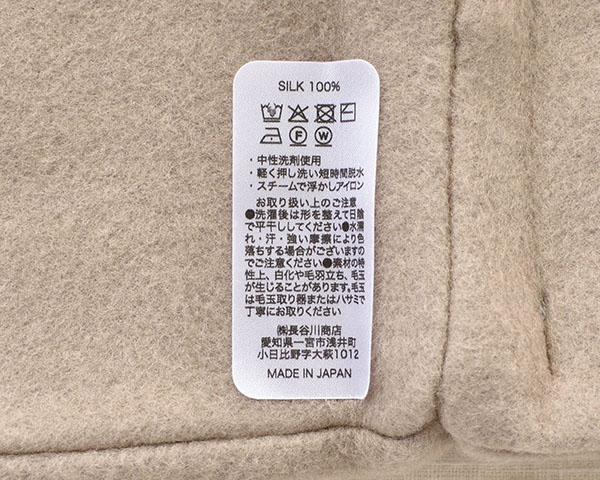 SILK 100%
F W
・中性洗剤使用
・軽く押し洗い短時間脱水
・スチームで浮かしアイロン
お取り扱い上のご注意
●洗濯後は形を整えて日陰
で平干ししてください●水濡
れ・汗・強い摩擦により色
落ちする場合がございますの
でご注意ください●素材の特
性上、白化や毛羽立ち、毛玉
が生じることがあります。毛玉
は毛玉取り器またはハサミで
丁寧にお取りください
㈱長谷川商店
愛知県一宮市浅井町
小日比野字大萩1012
MADE IN JAPAN